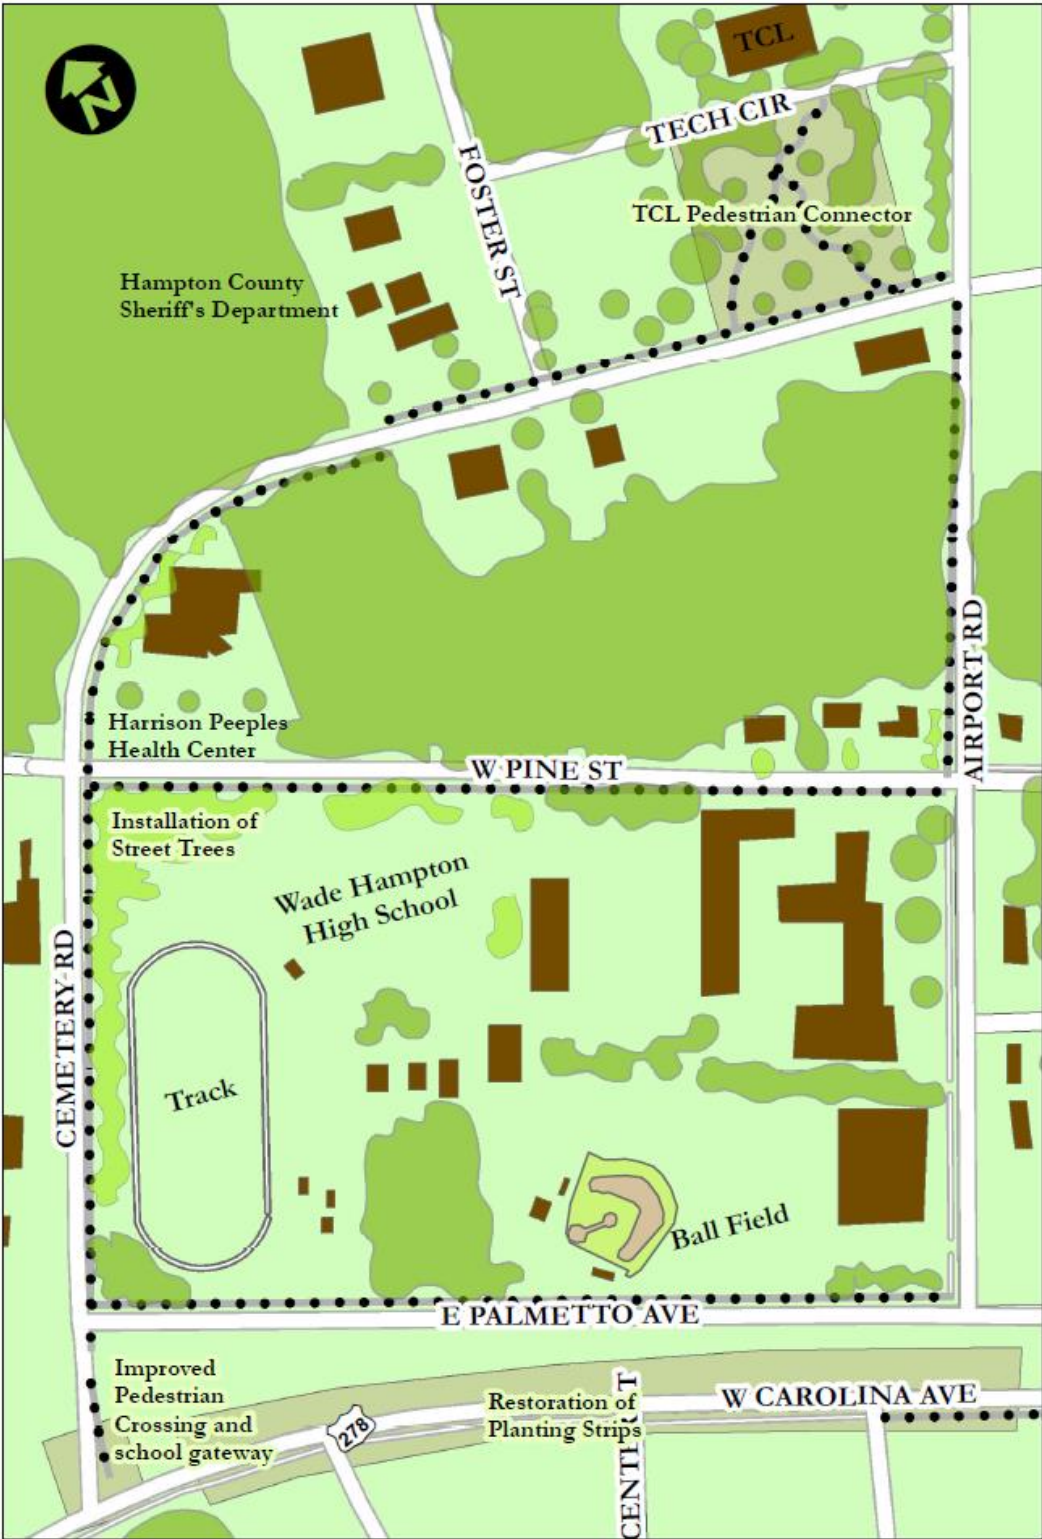 N
TCL
TECH CIR
FOSTER ST
TCL Pedestrian Connector
Hampton County
Sheriff's Department
AIRPORT RD
Harrison Peeples
Health Center
W PINE ST
Installation of
Street Trees
Wade Hampton
High School
CEMETERY RD
Track
Ball Field
E PALMETTO AVE
Improved
Pedestrian
Crossing and
school gateway
278
Restoration of
Planting Strips
W CAROLINA AVE